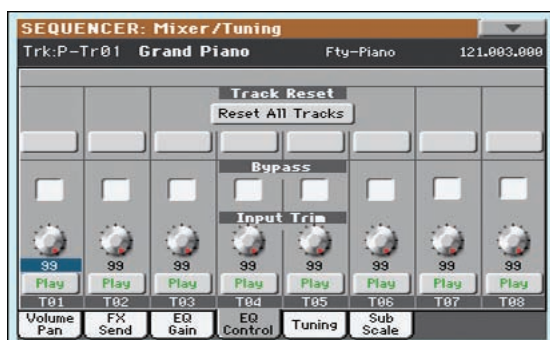 SEQUENCER: Mixer/Tuning
Trk:P-Tr01 Grand Piano Fty-Piano 121.003.000
Track Reset
Reset All Tracks
Bypass
Input Trim
99 99 99 99 99 99 99 99
Play Play Play Play Play Play Play Play
T01 T02 T03 T04 T05 T06 T07 T08
Volume Pan FX Send EQ Gain EQ Control Tuning Sub Scale